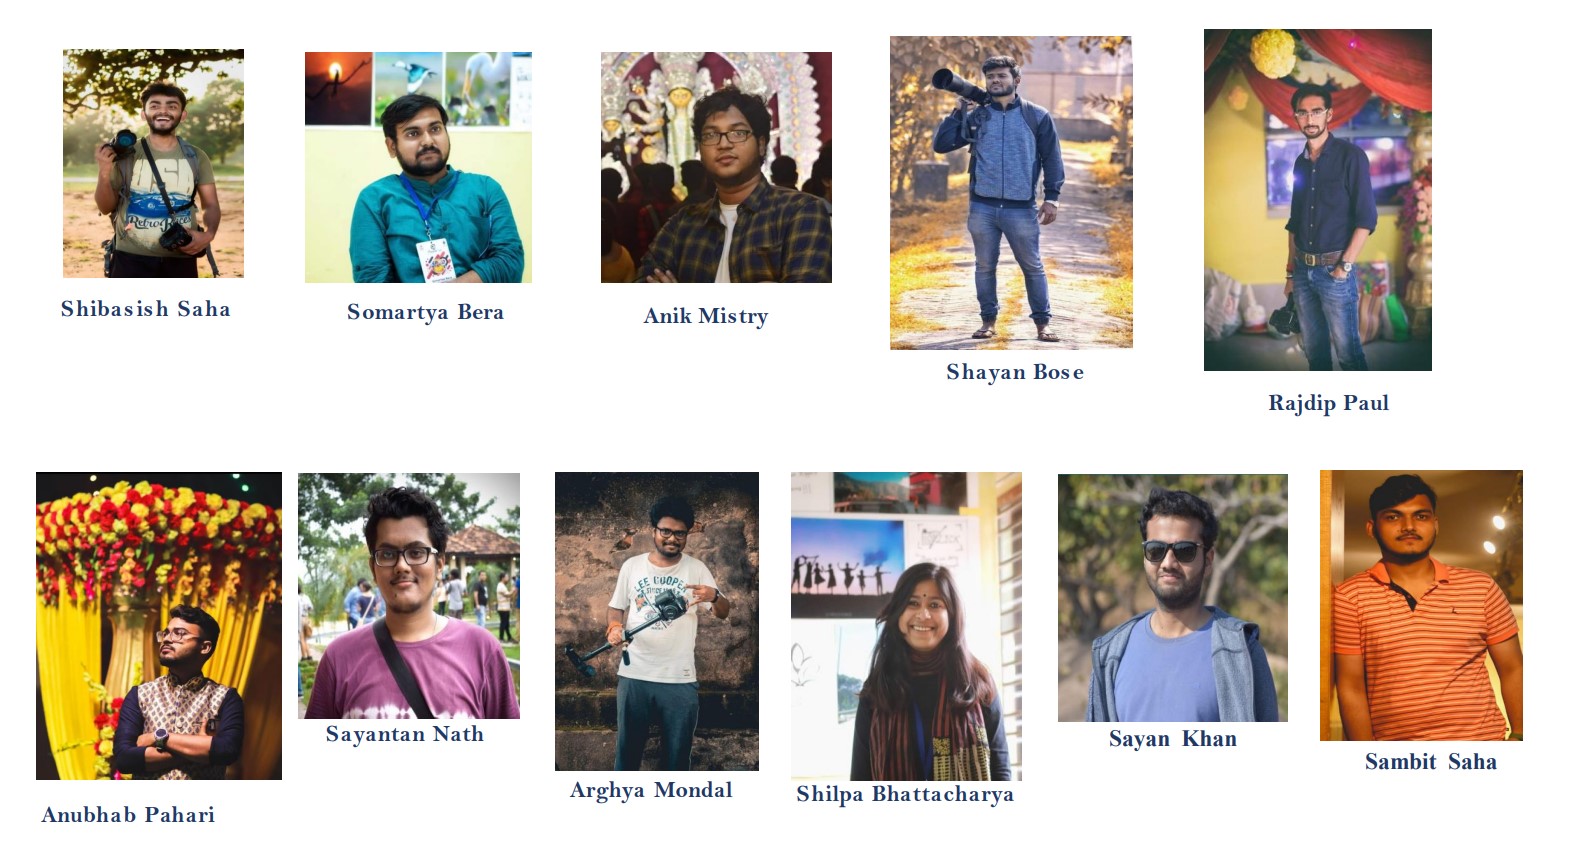 Shibasish Saha
Somartya Bera
Anik Mistry
Shayan Bose
Rajdip Paul
Anubhab Pahari
Sayantan Nath
Arghya Mondal
Shilpa Bhattacharya
Sayan Khan
Sambit Saha